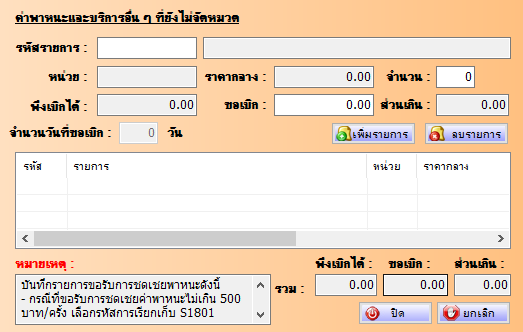 ค่าพาหนะและบริการอื่น ๆ ที่ยังไม่จัดหมวด
รหัสรายการ :
หน่วย : ราคากลาง : 0.00 จำนวน : 0
พึงเบิกได้ : 0.00 ขอเบิก : 0.00 ส่วนเกิน : 0.00
จำนวนวันที่ขอเบิก : 0 วัน เพิ่มรายการ ลบรายการ
รหัส รายการ หน่วย ราคากลาง
หมายเหตุ : พึงเบิกได้ : ขอเบิก : ส่วนเกิน :
บันทึกรายการขอรับการชดเชยพาหนะดังนี้
- กรณีที่ขอรับการชดเชยค่าพาหนะไม่เกิน 500
บาท/ครั้ง เลือกรหัสการเรียกเก็บ S1801
รวม : 0.00 0.00 0.00
ปิด ยกเลิก